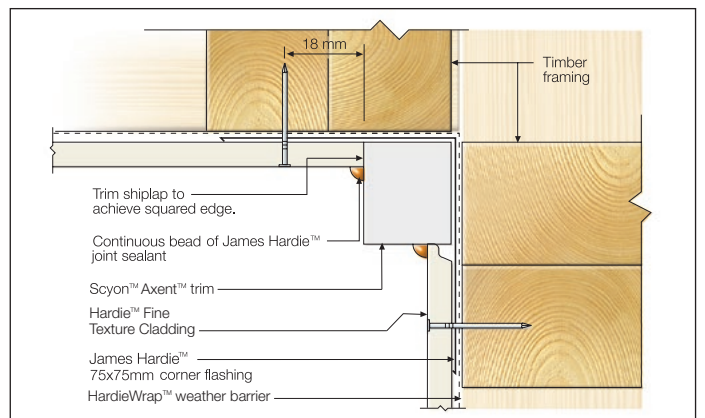 18 mm
Timber
framing
Trim shiplap to
achieve squared edge.
Continuous bead of James Hardie™
joint sealant
Scyon™ Axent™ trim
Hardie™ Fine
Texture Cladding
James Hardie™
75x75mm corner flashing
HardieWrap™ weather barrier